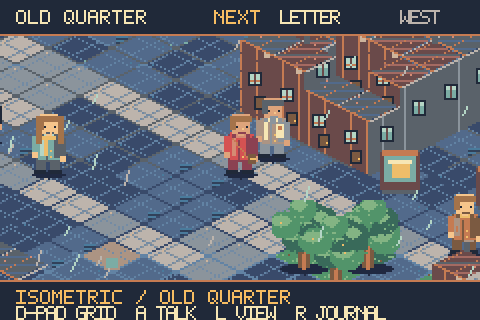 OLD QUARTER NEXT LETTER WEST
ISOMETRIC / OLD QUARTER
D-PAD GRID A TALK L VIEW R JOURNAL